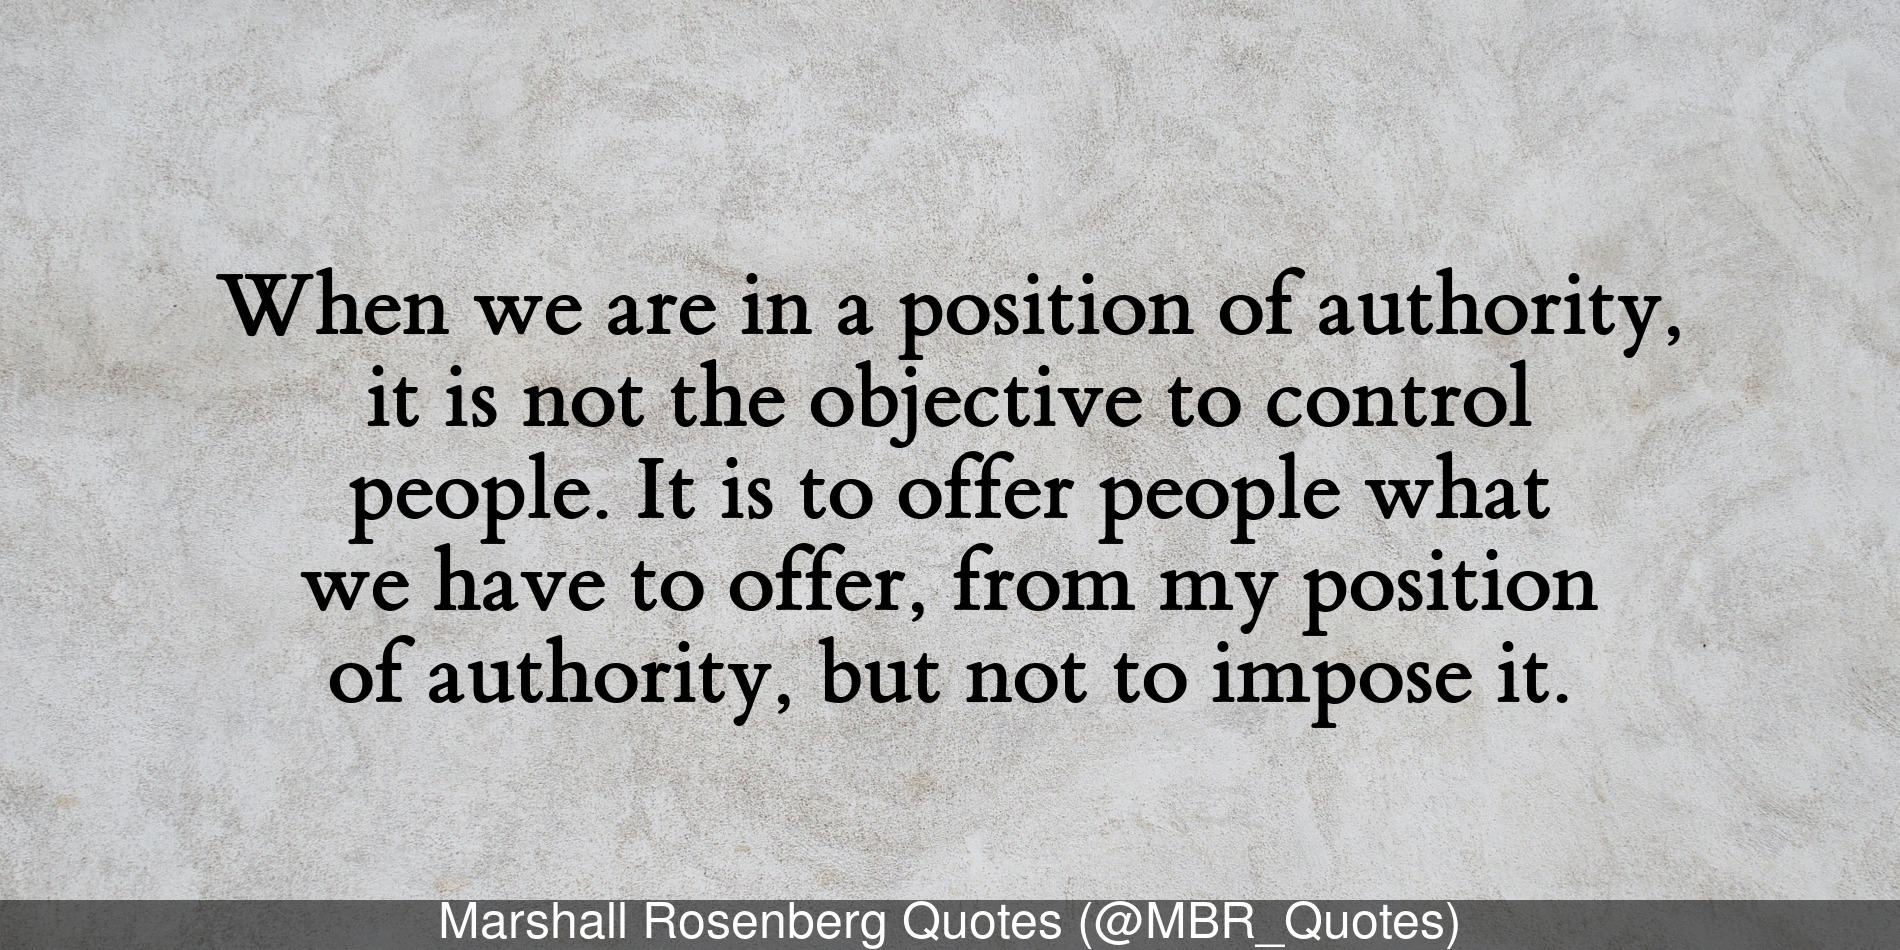 When we are in a position of authority,
it is not the objective to control
people. It is to offer people what
we have to offer, from my position
of authority, but not to impose it.
Marshall Rosenberg Quotes (@MBR_Quotes)